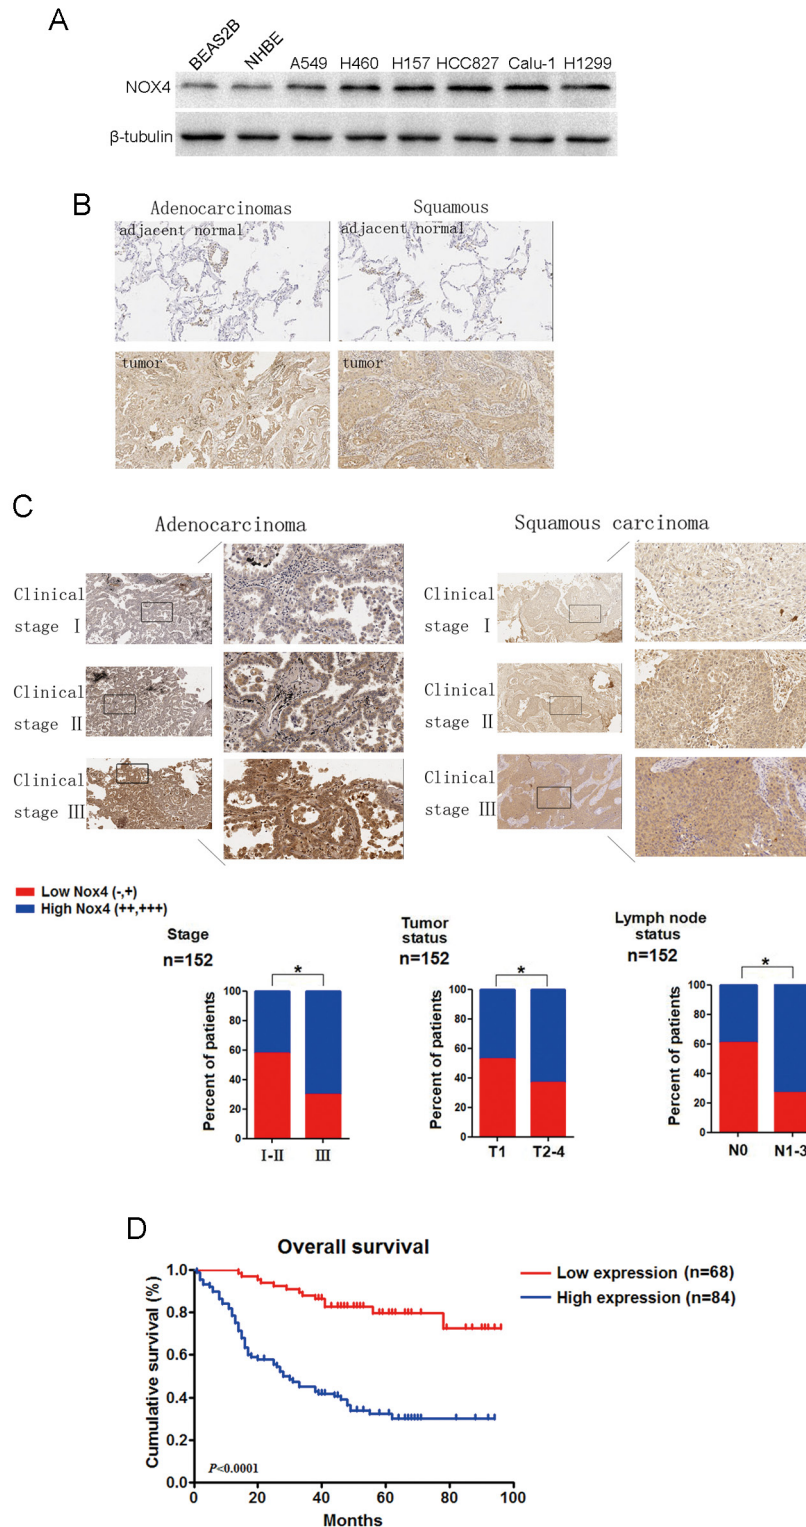 A
BEAS2B NHBE A549 H460 H157 HCC827 Calu-1 H1299
NOX4
β-tubulin
B
Adenocarcinomas Squamous
adjacent normal adjacent normal
tumor tumor
C
Adenocarcinoma Squamous carcinoma
Clinical
stage Ⅰ
Clinical
stage Ⅱ
Clinical
stage Ⅲ
Clinical
stage Ⅰ
Clinical
stage Ⅱ
Clinical
stage Ⅲ
Low Nox4 (-,+)
High Nox4 (++,+++)
Stage
n=152
*
Percent of patients
100
80
60
40
20
0
Ⅰ-Ⅱ Ⅲ
Tumor
status
n=152
*
Percent of patients
100
80
60
40
20
0
T1 T2-4
Lymph node
status
n=152
*
Percent of patients
100
80
60
40
20
0
N0 N1-3
D
Overall survival
Low expression (n=68)
High expression (n=84)
Cumulative survival (%)
1.0
0.8
0.6
0.4
0.2
0.0
P<0.0001
0 20 40 60 80 100
Months